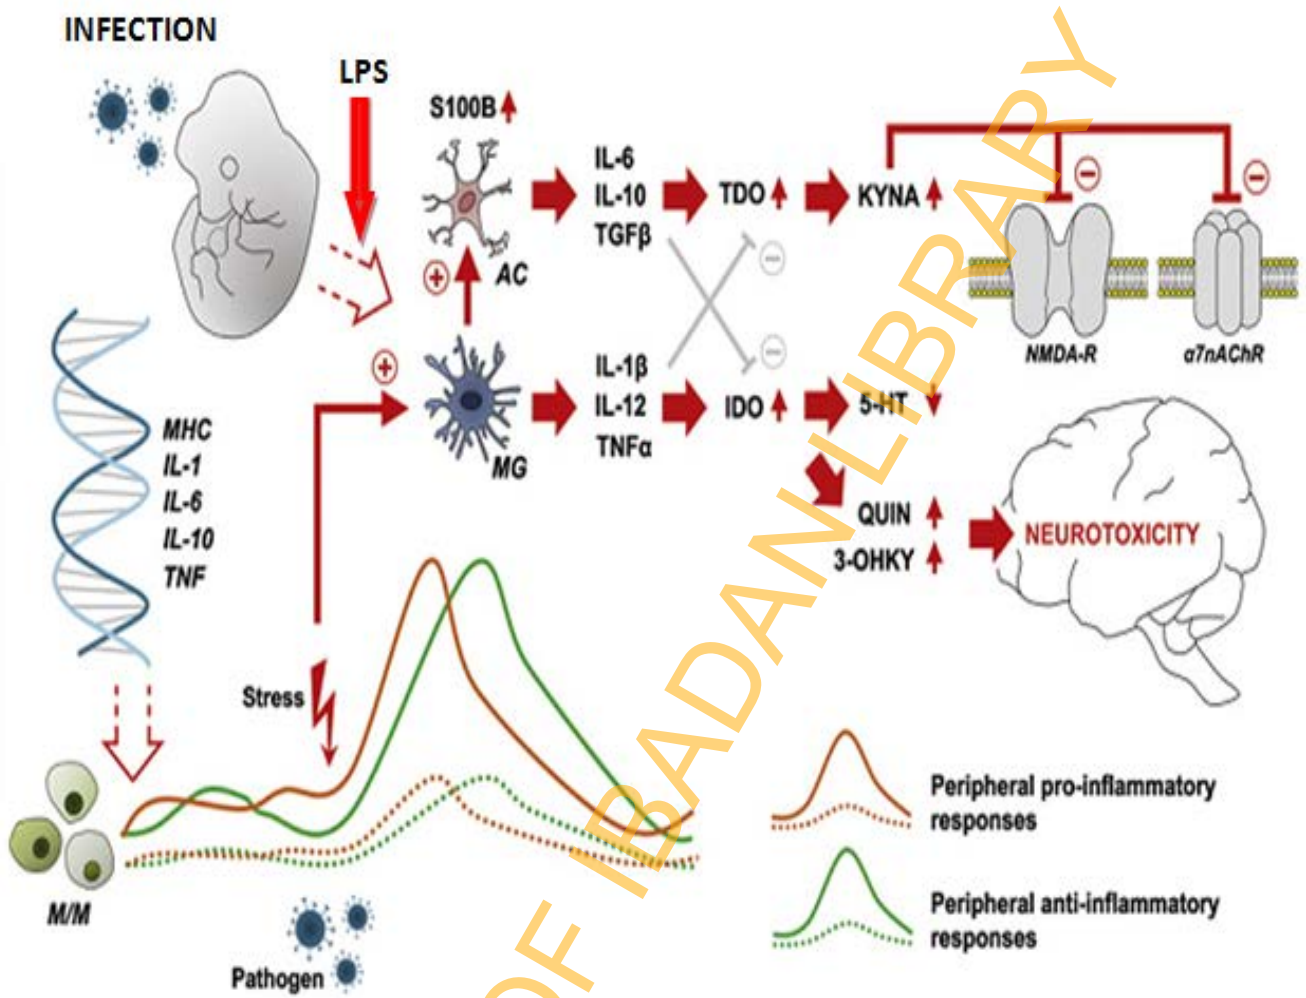 INFECTION
LPS
S100B
IL-6
IL-10
TGFβ
TDO
KYNA
AC
NMDA-R
α7nAChR
IL-1β
IL-12
TNFα
IDO
5-HT
MG
MHC
IL-1
IL-6
IL-10
TNF
QUIN
3-OHKY
NEUROTOXICITY
Stress
M/M
Pathogen
Peripheral pro-inflammatory
responses
Peripheral anti-inflammatory
responses
OF IBADAN LIBRARY